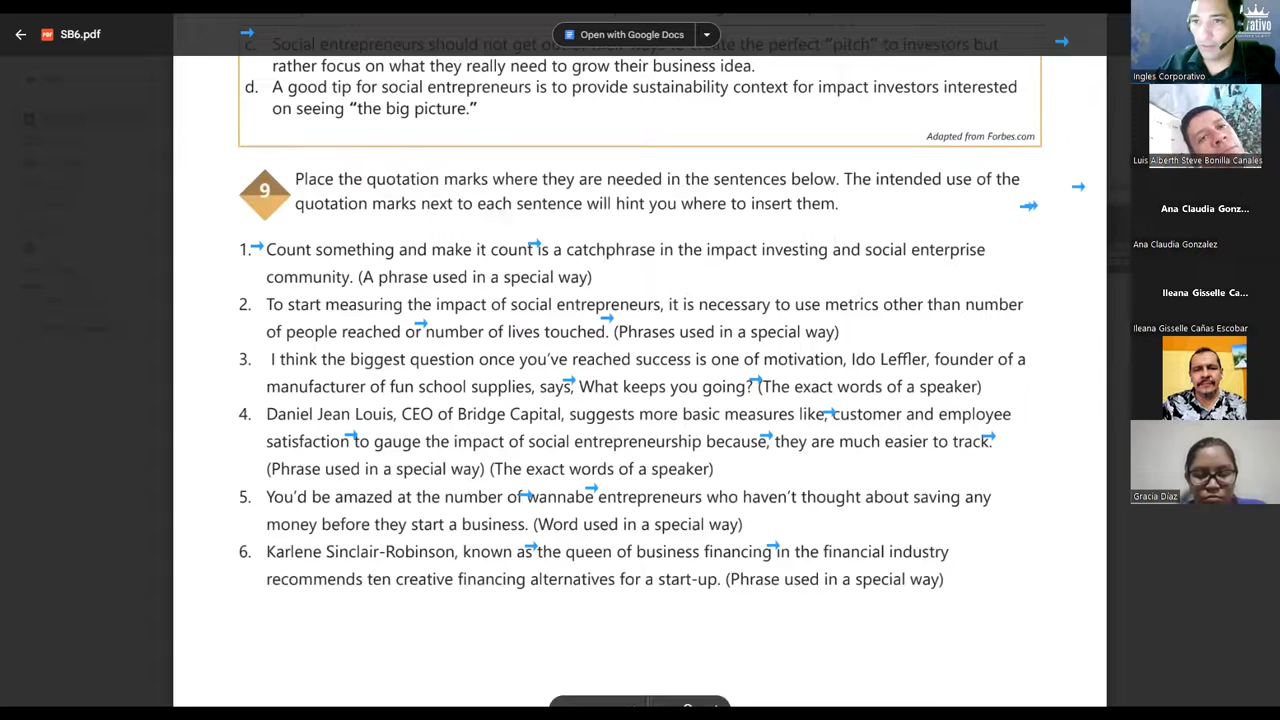 SB6.pdf
Open with Google Docs
c. Social entrepreneurs should not get out of their ways to create the perfect "pitch" to investors but
rather focus on what they really need to grow their business idea.
d. A good tip for social entrepreneurs is to provide sustainability context for impact investors interested
on seeing "the big picture."
Adapted from Forbes.com
9 Place the quotation marks where they are needed in the sentences below. The intended use of the
quotation marks next to each sentence will hint you where to insert them.
1. Count something and make it count is a catchphrase in the impact investing and social enterprise
community. (A phrase used in a special way)
2. To start measuring the impact of social entrepreneurs, it is necessary to use metrics other than number
of people reached or number of lives touched. (Phrases used in a special way)
3. I think the biggest question once you've reached success is one of motivation, Ido Leffler, founder of a
manufacturer of fun school supplies, says, What keeps you going? (The exact words of a speaker)
4. Daniel Jean Louis, CEO of Bridge Capital, suggests more basic measures like, customer and employee
satisfaction to gauge the impact of social entrepreneurship because, they are much easier to track.
(Phrase used in a special way) (The exact words of a speaker)
5. You'd be amazed at the number of wannabe entrepreneurs who haven't thought about saving any
money before they start a business. (Word used in a special way)
6. Karlene Sinclair-Robinson, known as the queen of business financing in the financial industry
recommends ten creative financing alternatives for a start-up. (Phrase used in a special way)
Ingles Corporativo
Luis Alberth Steve Bonilla Canales
Ana Claudia Gonz...
Ana Claudia Gonzalez
Ileana Gisselle Ca...
Ileana Gisselle Cañas Escobar
Gracia Díaz